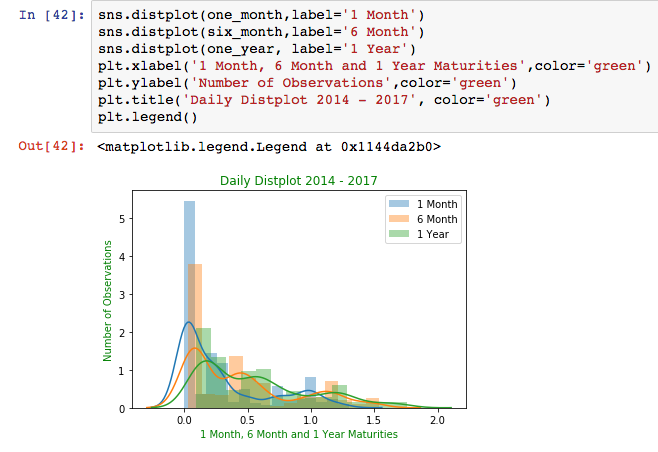 In [42]: sns.distplot(one_month,label='1 Month')
sns.distplot(six_month,label='6 Month')
sns.distplot(one_year, label='1 Year')
plt.xlabel('1 Month, 6 Month and 1 Year Maturities',color='green')
plt.ylabel('Number of Observations',color='green')
plt.title('Daily Distplot 2014 - 2017', color='green')
plt.legend()
Out[42]: <matplotlib.legend.Legend at 0x1144da2b0>
Daily Distplot 2014 - 2017
1 Month
6 Month
1 Year
Number of Observations
5
4
3
2
1
0
0.0 0.5 1.0 1.5 2.0
1 Month, 6 Month and 1 Year Maturities